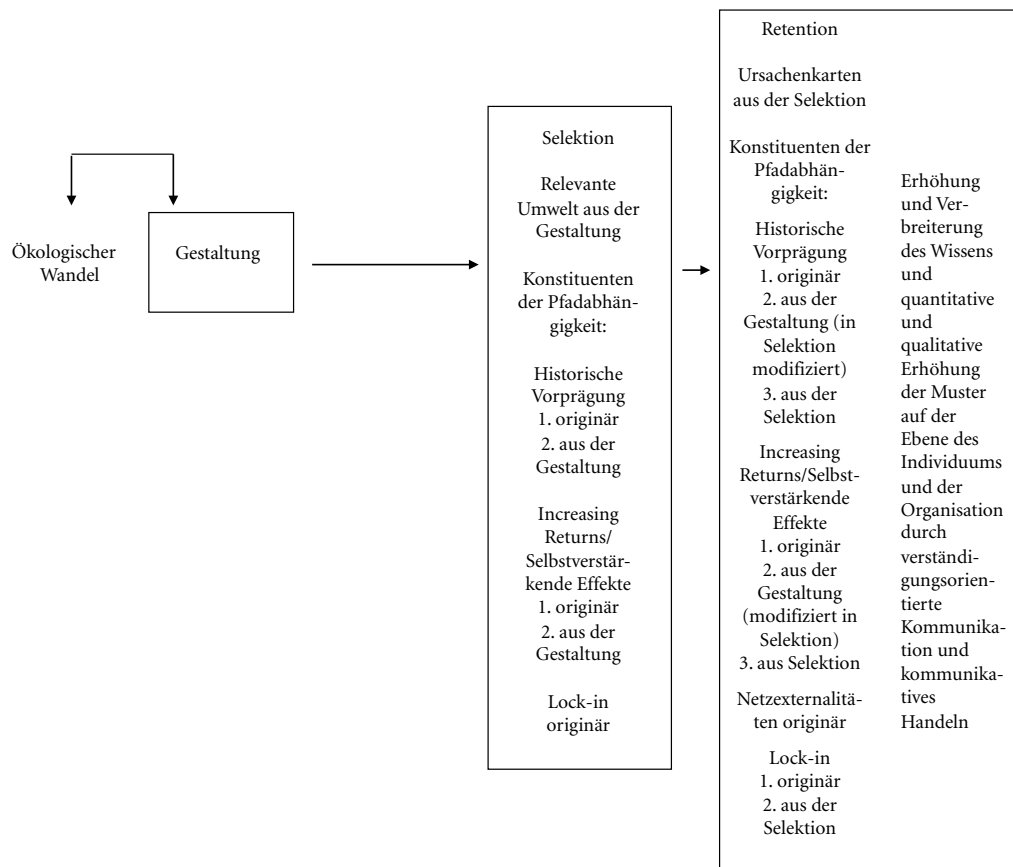 Ökologischer
Wandel
Gestaltung
Selektion
Relevante
Umwelt aus der
Gestaltung
Konstituenten
der Pfadabhän-
gigkeit:
Historische
Vorprägung
1. originär
2. aus der
Gestaltung
Increasing
Returns/
Selbstverstär-
kende Effekte
1. originär
2. aus der
Gestaltung
Lock-in
originär
Retention
Ursachenkarten
aus der Selektion
Konstituenten der
Pfadabhän-
gigkeit:
Historische
Vorprägung
1. originär
2. aus der
Gestaltung (in
Selektion
modifiziert)
3. aus der
Selektion
Increasing
Returns/Selbst-
verstärkende
Effekte
1. originär
2. aus der
Gestaltung
(modifiziert in
Selektion)
3. aus Selektion
Netzexternalitä-
ten originär
Lock-in
1. originär
2. aus der
Selektion
Erhöhung
und Ver-
breiterung
des Wissens
und
quantitative
und
qualitative
Erhöhung
der Muster
auf der
Ebene des
Individuums
und der
Organisation
durch
verständi-
gungsorien-
tierte
Kommunika-
tion und
kommunika-
tives
Handeln